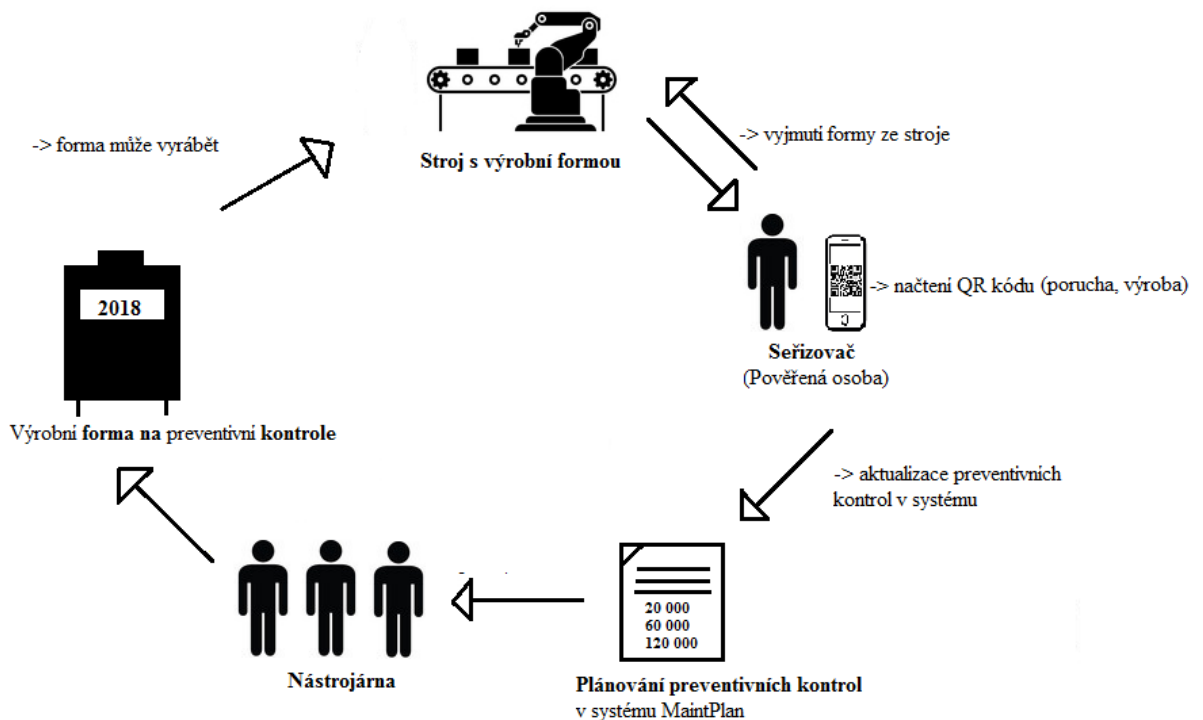 Stroj s výrobní formou
-> forma může vyrábět
-> vyjmutí formy ze stroje
-> načtení QR kódu (porucha, výroba)
Seřizovač
(Pověřená osoba)
2018
Výrobní forma na preventivní kontrole
-> aktualizace preventivních
kontrol v systému
20 000
60 000
120 000
Nástrojárna
Plánování preventivních kontrol
v systému MaintPlan